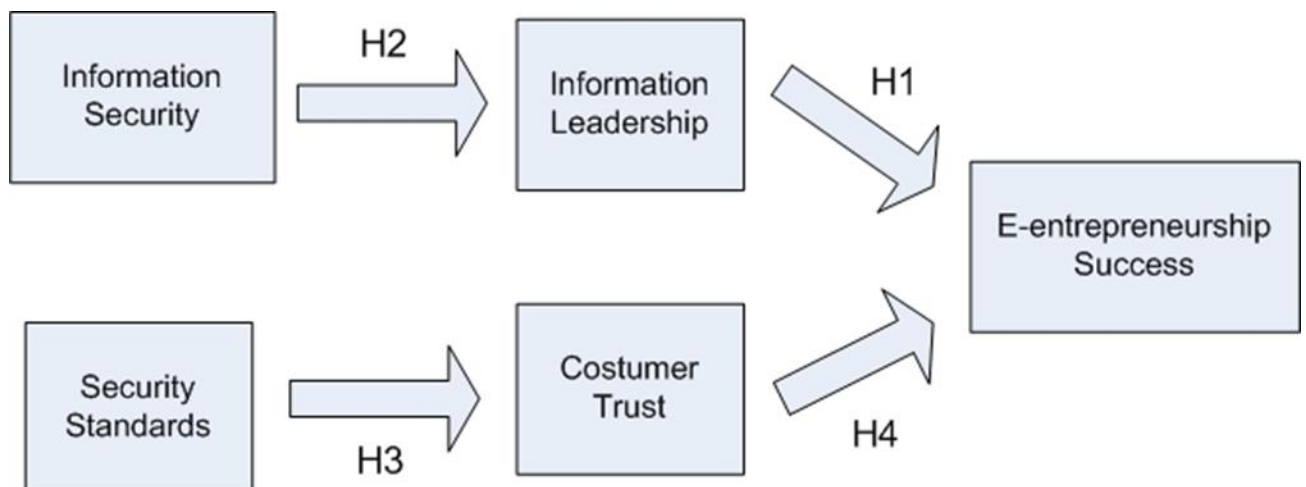 Information
Security
H2
Information
Leadership
H1
E-entrepreneurship
Success
Security
Standards
H3
Costumer
Trust
H4